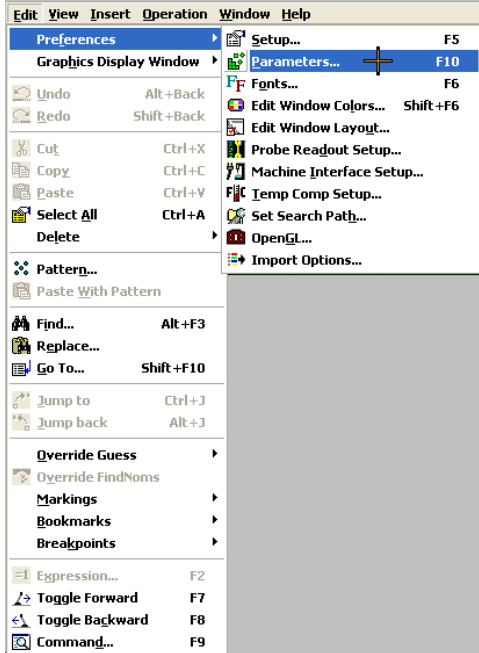 Edit View Insert Operation Window Help
Preferences
Graphics Display Window
Undo Alt+Back
Redo Shift+Back
Cut Ctrl+X
Copy Ctrl+C
Paste Ctrl+V
Select All Ctrl+A
Delete
Pattern...
Paste With Pattern
Find... Alt+F3
Replace...
Go To... Shift+F10
Jump to Ctrl+J
Jump back Alt+J
Override Guess
Override FindNoms
Markings
Bookmarks
Breakpoints
Expression... F2
Toggle Forward F7
Toggle Backward F8
Command... F9
Setup... F5
Parameters... F10
Fonts... F6
Edit Window Colors... Shift+F6
Edit Window Layout...
Probe Readout Setup...
Machine Interface Setup...
Temp Comp Setup...
Set Search Path...
OpenGL...
Import Options...